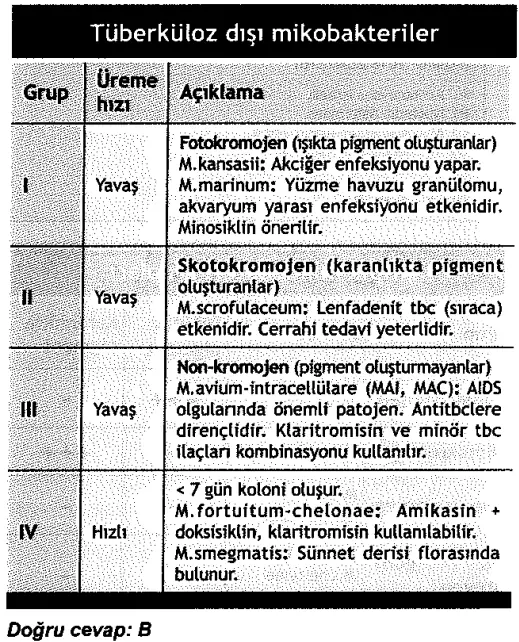 Tüberküloz dışı mikobakteriler
Grup
Üreme
hızı
Açıklama
I
Yavaş
Fotokromojen (ışıkta pigment oluşturanlar)
M.kansasii: Akciğer enfeksiyonu yapar.
M.marinum: Yüzme havuzu granülomu,
akvaryum yarası enfeksiyonu etkenidir.
Minosiklin önerilir.
II
Yavaş
Skotokromojen (karanlıkta pigment
oluşturanlar)
M.scrofulaceum: Lenfadenit tbc (sıraca)
etkenidir. Cerrahi tedavi yeterlidir.
III
Yavaş
Non-kromojen (pigment oluşturmayanlar)
M.avium-intracellülare (MAI, MAC): AIDS
olgularında önemli patojen. Antitbclere
dirençlidir. Klaritromisin ve minör tbc
ilaçları kombinasyonu kullanılır.
IV
Hızlı
< 7 gün koloni oluşur.
M.fortuitum-chelonae: Amikasin +
doksisiklin, klaritromisin kullanılabilir.
M.smegmatis: Sünnet derisi florasında
bulunur.
Doğru cevap: B